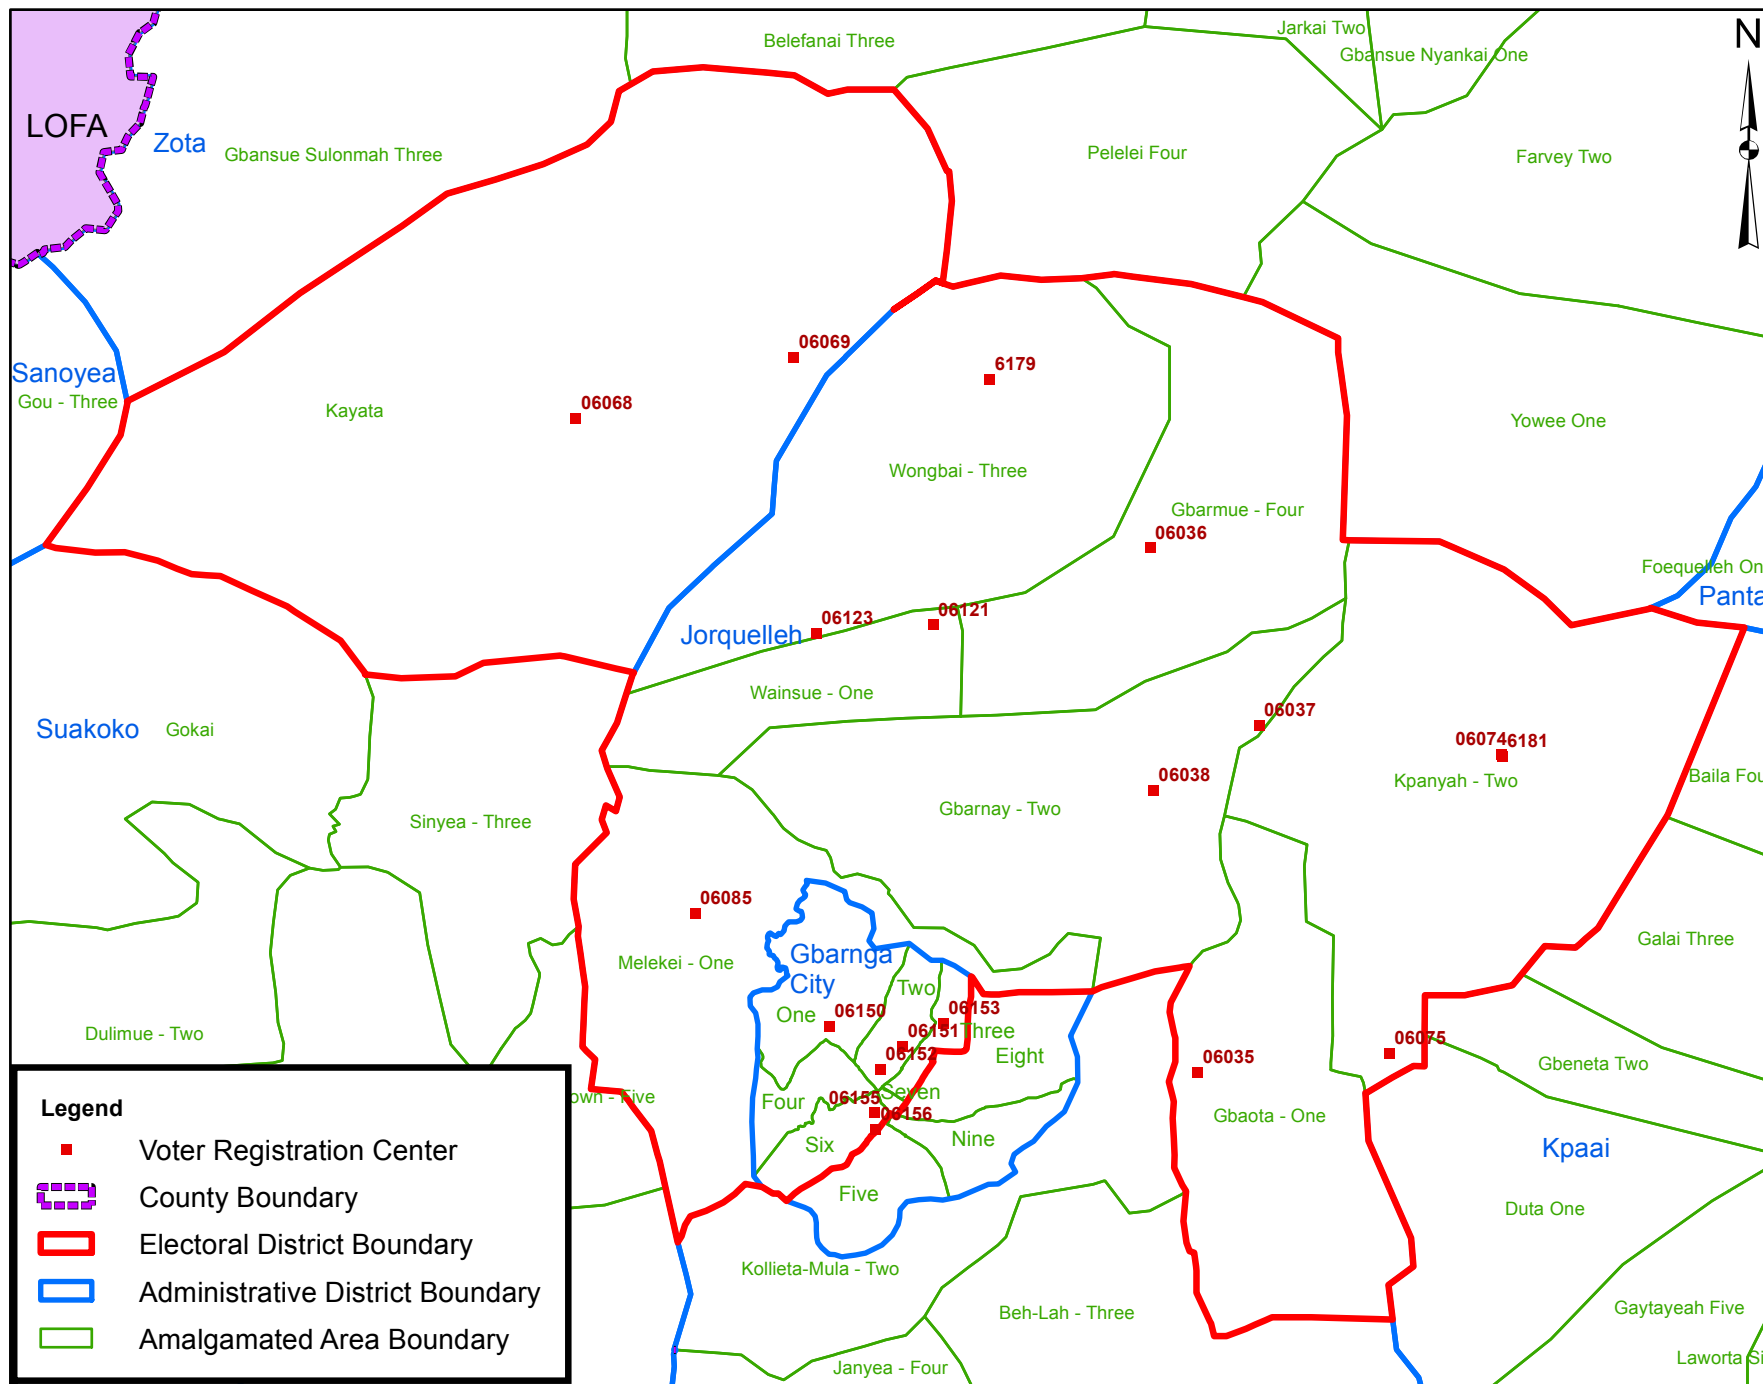 Belefanai Three
Jarkai Two
Gbansue Nyankai One
N
LOFA
Zota
Gbansue Sulonmah Three
Pelelei Four
Farvey Two
06069
6179
Sanoyea
Gou - Three
Kayata
06068
Yowee One
Wongbai - Three
Gbarmue - Four
06036
Foequelleh On
Panta
06123
06121
Jorquelleh
Wainsue - One
06037
Suakoko
Gokai
060746181
06038
Kpanyah - Two
Baila Fou
Gbarnay - Two
Sinyea - Three
06085
Melekei - One
Gbarnga
City
Galai Three
Two
One
06150
06153
06151
Three
Dulimue - Two
06152
Eight
06035
06075
Gbeneta Two
own - Five
Four
06155
Seven
06156
Gbaota - One
Six
Nine
Kpaai
Five
Duta One
Kollieta-Mula - Two
Beh-Lah - Three
Gaytayeah Five
Janyea - Four
Laworta Si
Legend
Voter Registration Center
County Boundary
Electoral District Boundary
Administrative District Boundary
Amalgamated Area Boundary